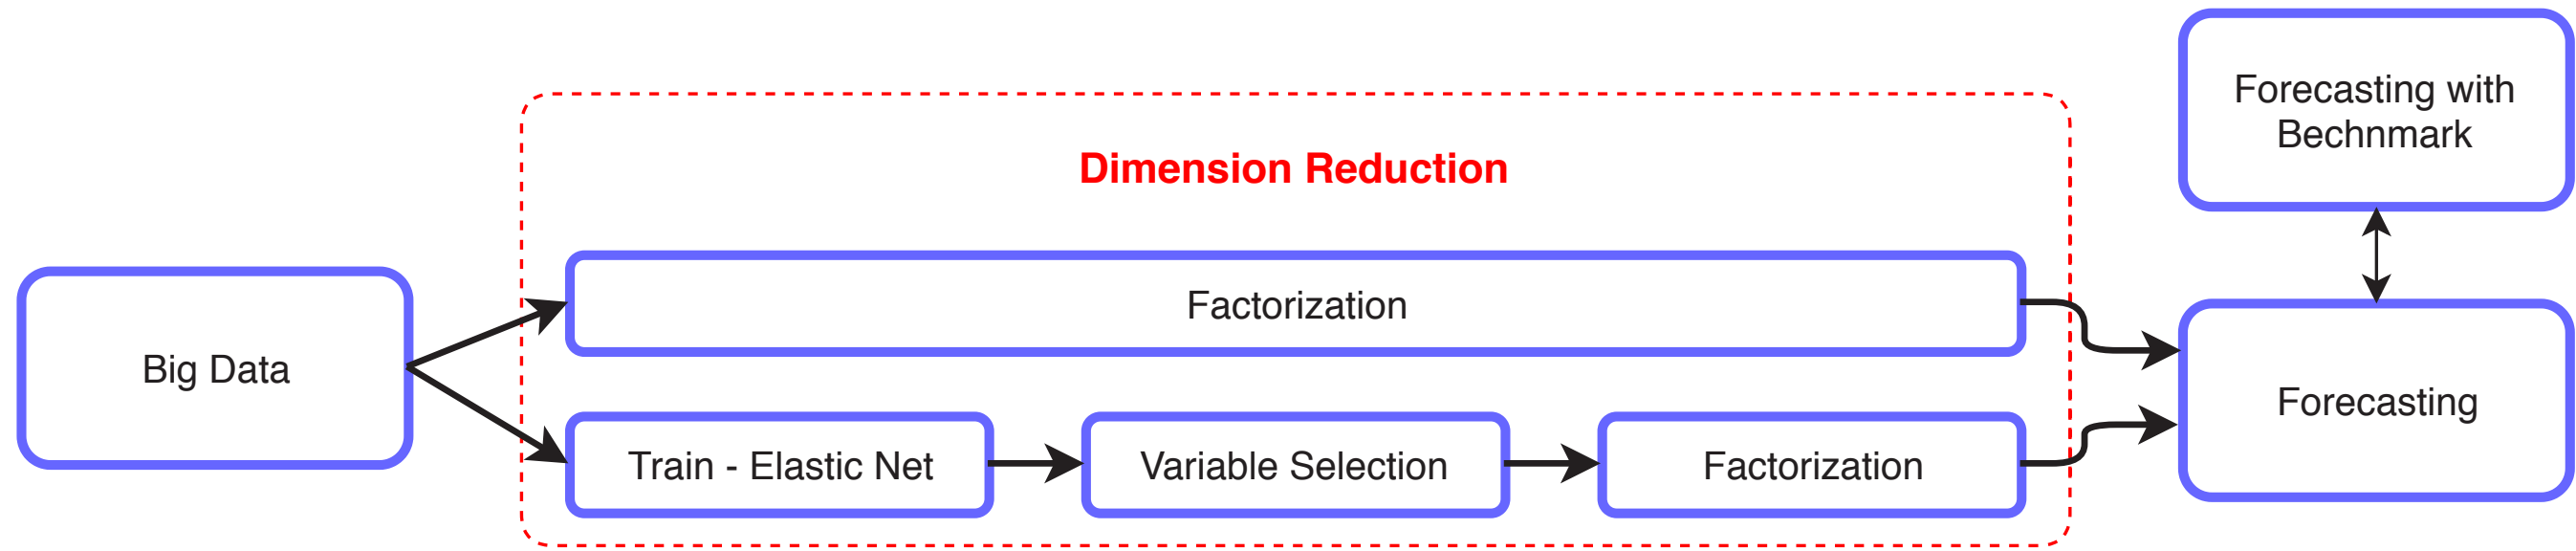 Forecasting with
Bechnmark
Dimension Reduction
Factorization
Big Data
Forecasting
Train - Elastic Net
Variable Selection
Factorization